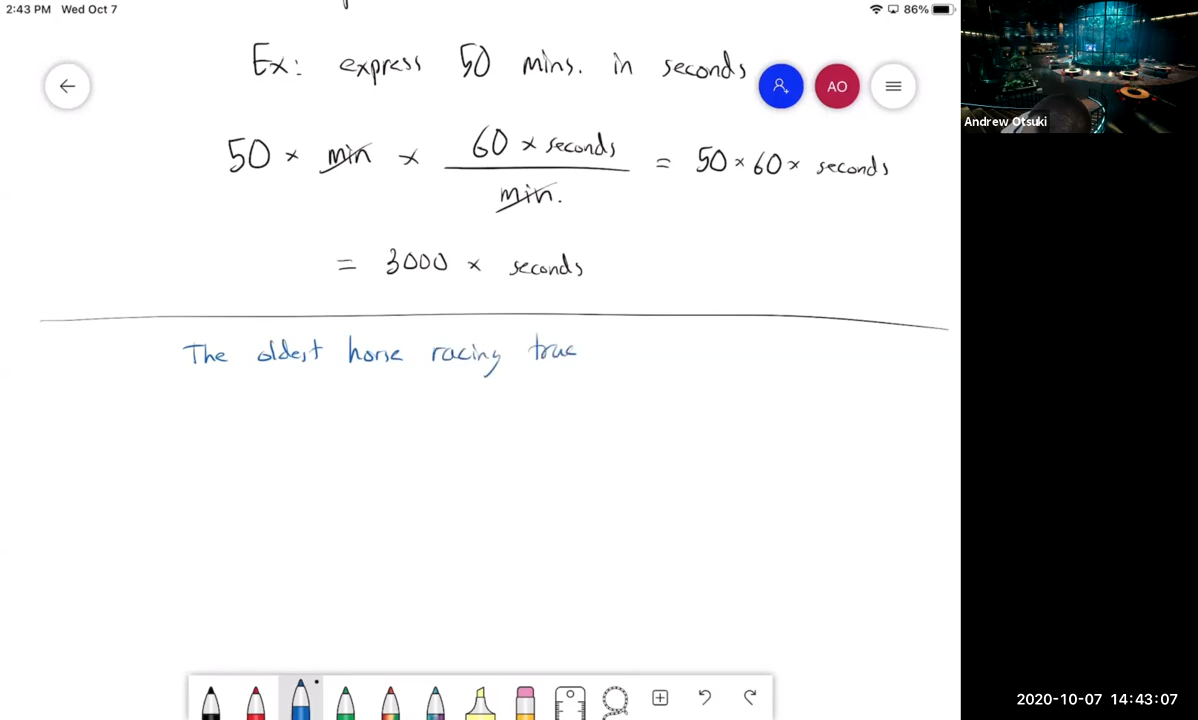 2:43 PM Wed Oct 7
86%
Ex: express 50 mins. in seconds
AO
Andrew Otsuki
50 × min × 60 × seconds / min. = 50 × 60 × seconds
= 3000 × seconds
The oldest horse racing trac
2020-10-07 14:43:07